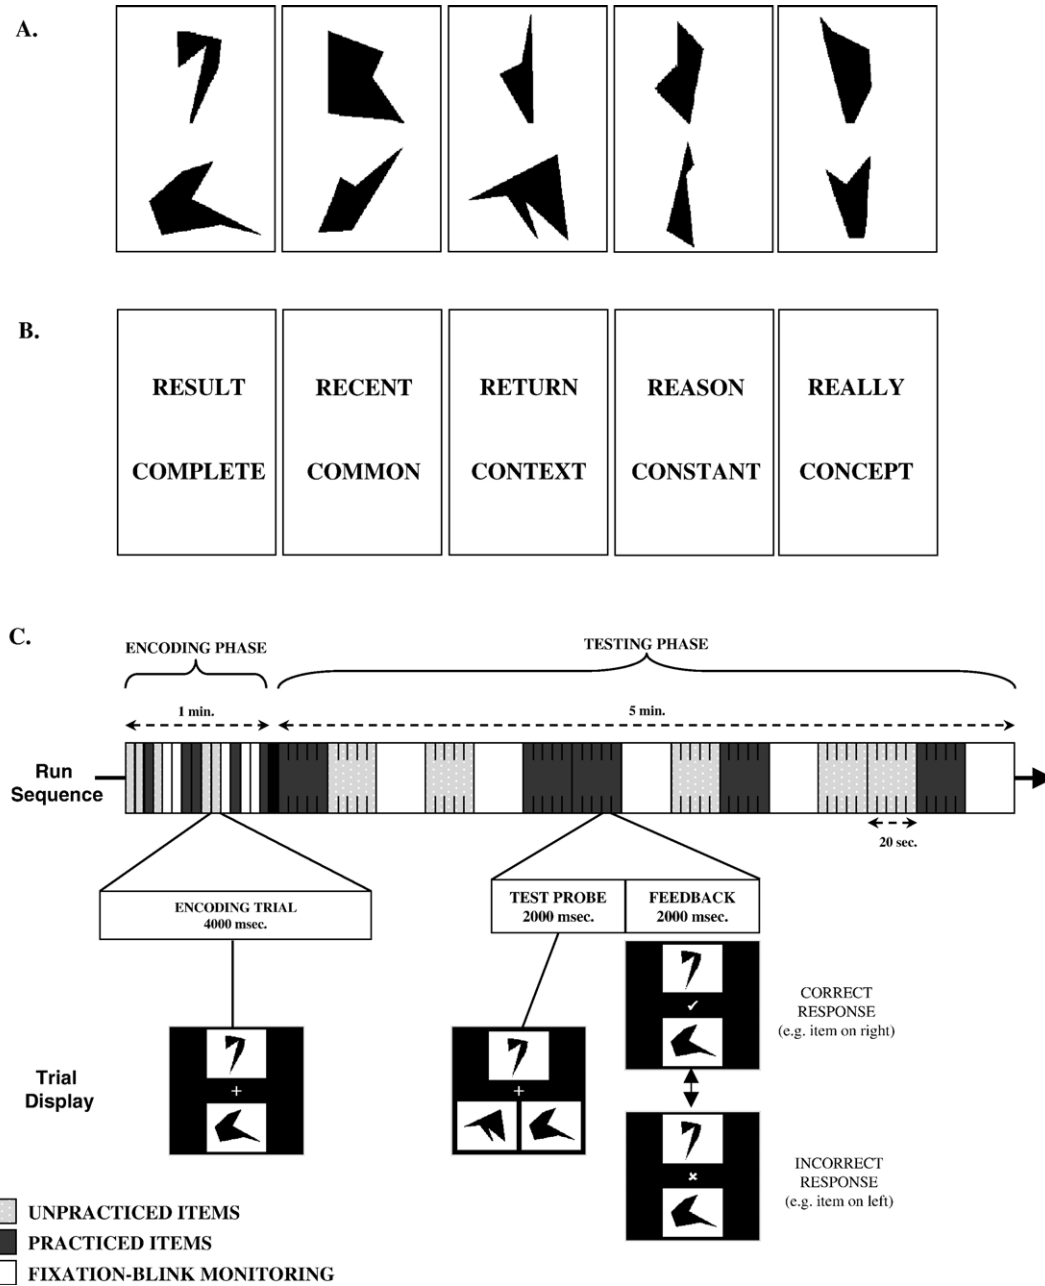 A.
B.
RESULT
COMPLETE
RECENT
COMMON
RETURN
CONTEXT
REASON
CONSTANT
REALLY
CONCEPT
C.
ENCODING PHASE
TESTING PHASE
1 min.
5 min.
Run
Sequence
20 sec.
ENCODING TRIAL
4000 msec.
TEST PROBE
2000 msec.
FEEDBACK
2000 msec.
CORRECT
RESPONSE
(e.g. item on right)
Trial
Display
INCORRECT
RESPONSE
(e.g. item on left)
UNPRACTICED ITEMS
PRACTICED ITEMS
FIXATION-BLINK MONITORING